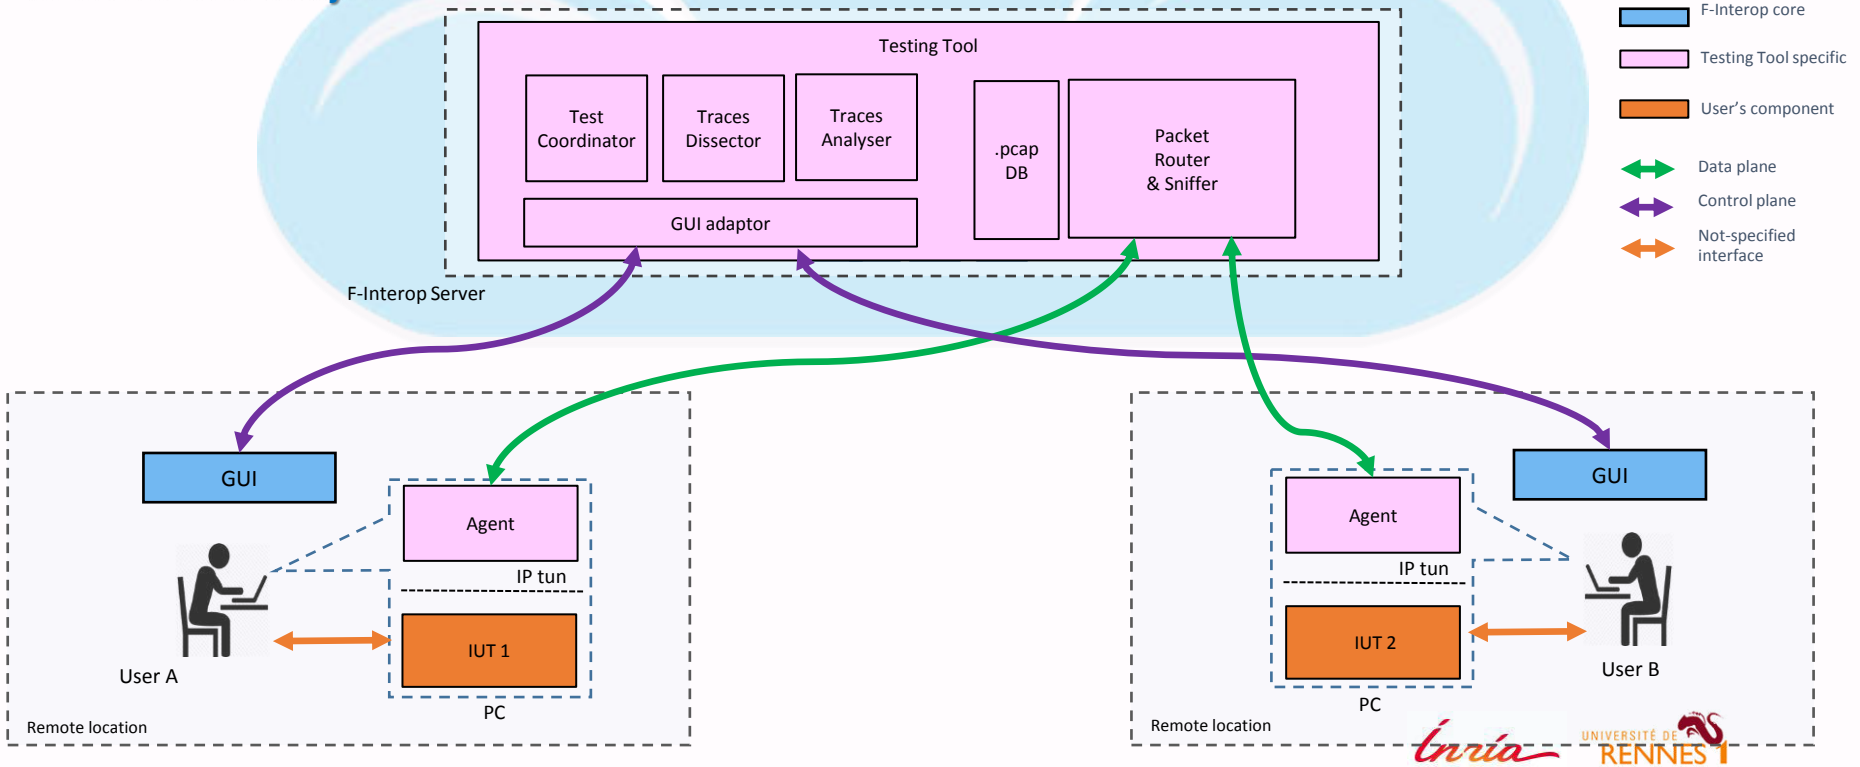 Testing Tool
Test
Coordinator
Traces
Dissector
Traces
Analyser
.pcap
DB
Packet
Router
& Sniffer
GUI adaptor
F-Interop Server
F-Interop core
Testing Tool specific
User's component
Data plane
Control plane
Not-specified
interface
GUI
Agent
IP tun
IUT 1
User A
PC
Remote location
GUI
Agent
IP tun
IUT 2
User B
PC
Remote location
Inria
UNIVERSITÉ DE
RENNES 1